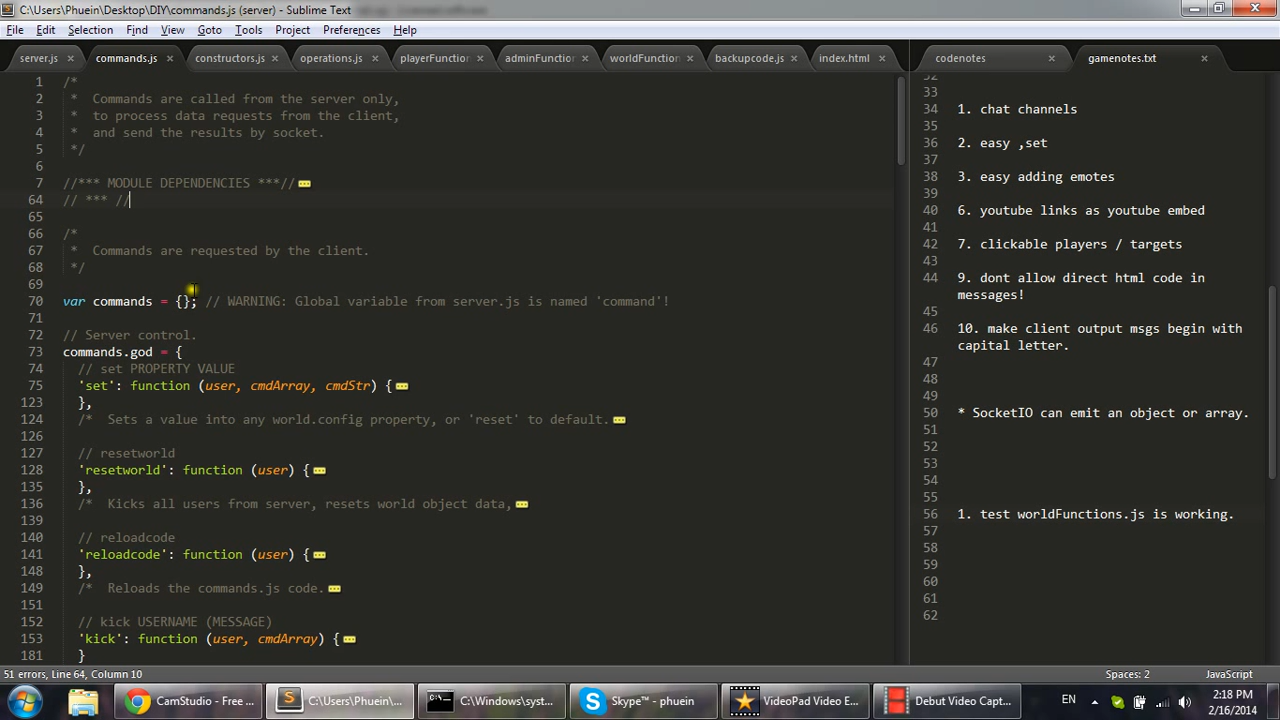 C:\Users\Phuein\Desktop\DIY\commands.js (server) - Sublime Text
File Edit Selection Find View Goto Tools Project Preferences Help
server.js × commands.js × constructors.js × operations.js × playerFunction × adminFunction × worldFunction × backupcode.js × index.html × codenotes × gamenotes.txt ×
1 /*
2 * Commands are called from the server only,
3 * to process data requests from the client,
4 * and send the results by socket.
5 */
6
7 //*** MODULE DEPENDENCIES ***//
64 // *** //
65
66 /*
67 * Commands are requested by the client.
68 */
69
70 var commands = {}; // WARNING: Global variable from server.js is named 'command'!
71
72 // Server control.
73 commands.god = {
74 // set PROPERTY VALUE
75 'set': function (user, cmdArray, cmdStr) {
123 },
124 /* Sets a value into any world.config property, or 'reset' to default.
126
127 // resetworld
128 'resetworld': function (user) {
135 },
136 /* Kicks all users from server, resets world object data,
139
140 // reloadcode
141 'reloadcode': function (user) {
148 },
149 /* Reloads the commands.js code.
151
152 // kick USERNAME (MESSAGE)
153 'kick': function (user, cmdArray) {
181 }
32
33
34 1. chat channels
35
36 2. easy ,set
37
38 3. easy adding emotes
39
40 6. youtube links as youtube embed
41
42 7. clickable players / targets
43
44 9. dont allow direct html code in
messages!
45
46 10. make client output msgs begin with
capital letter.
47
48
49
50 * SocketIO can emit an object or array.
51
52
53
54
55
56 1. test worldFunctions.js is working.
57
58
59
60
61
62
51 errors, Line 64, Column 10 Spaces: 2 JavaScript
CamStudio - Free ... C:\Users\Phuein\... C:\Windows\syst... Skype™ - phuein VideoPad Video E... Debut Video Capt... EN 2:18 PM
2/16/2014